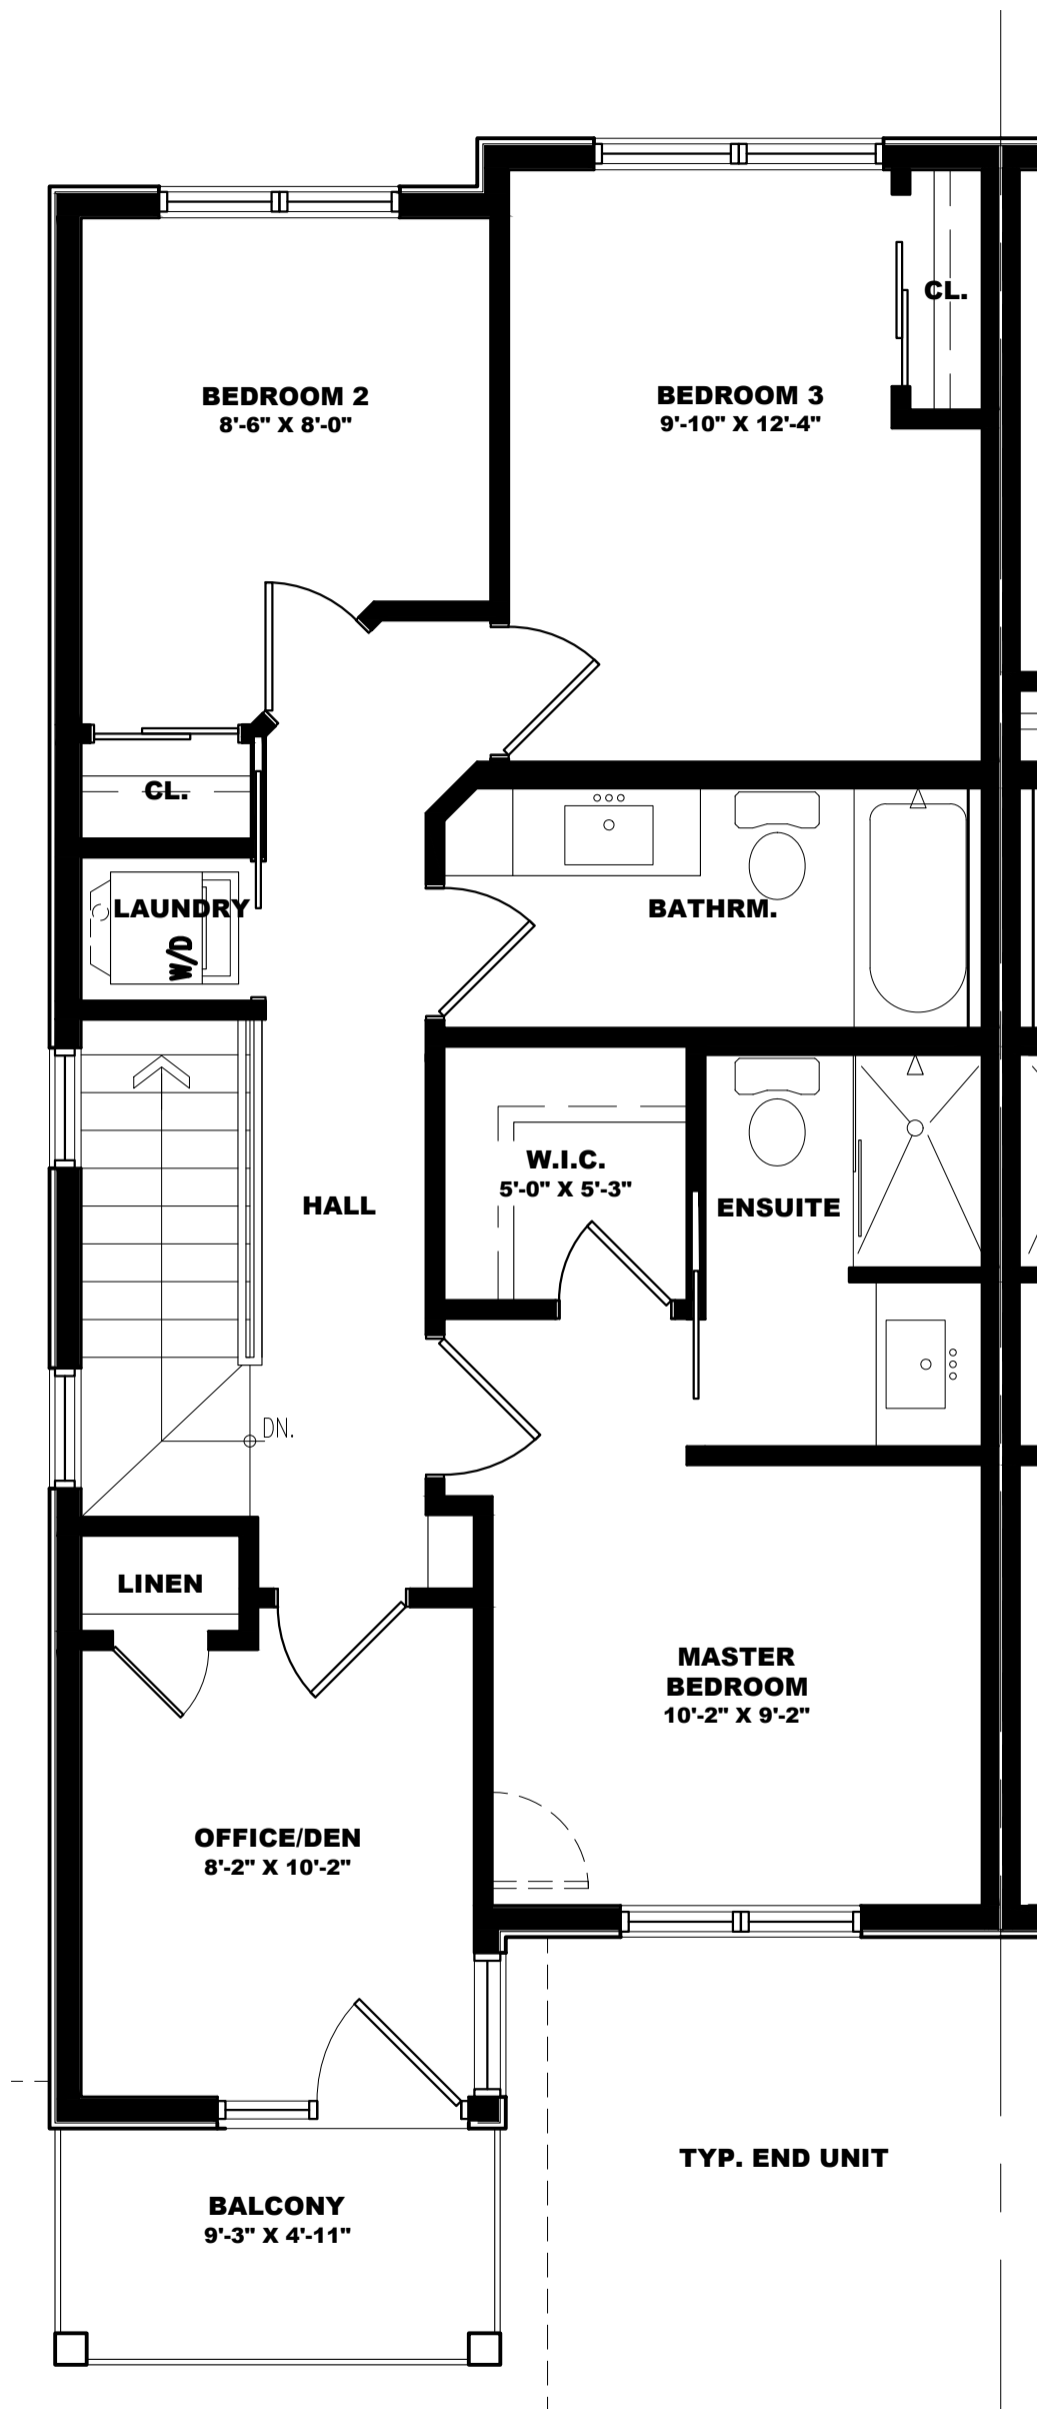 CL.
BEDROOM 2
8'-6" X 8'-0"
BEDROOM 3
9'-10" X 12'-4"
CL.
LAUNDRY
W/D
BATHRM.
W.I.C.
5'-0" X 5'-3"
HALL
ENSUITE
DN.
LINEN
MASTER
BEDROOM
10'-2" X 9'-2"
OFFICE/DEN
8'-2" X 10'-2"
TYP. END UNIT
BALCONY
9'-3" X 4'-11"